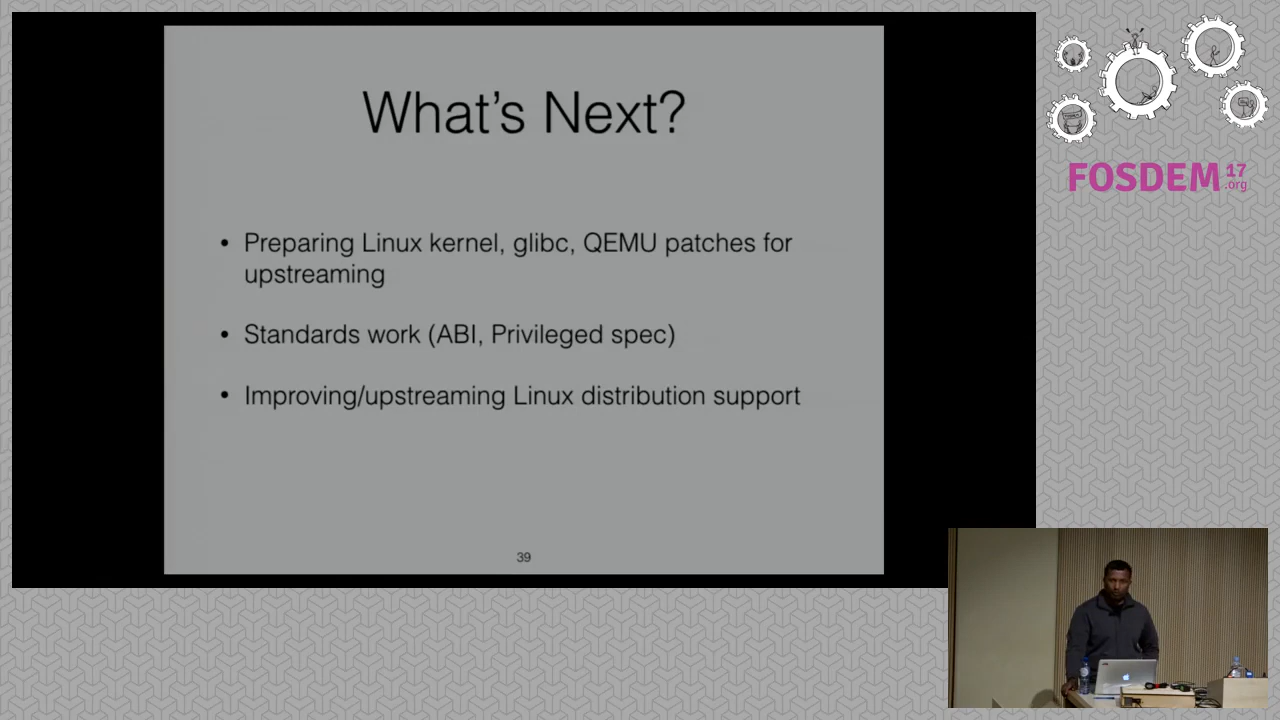 What's Next?
• Preparing Linux kernel, glibc, QEMU patches for
upstreaming
• Standards work (ABI, Privileged spec)
• Improving/upstreaming Linux distribution support
39
FOSDEM 17
.org